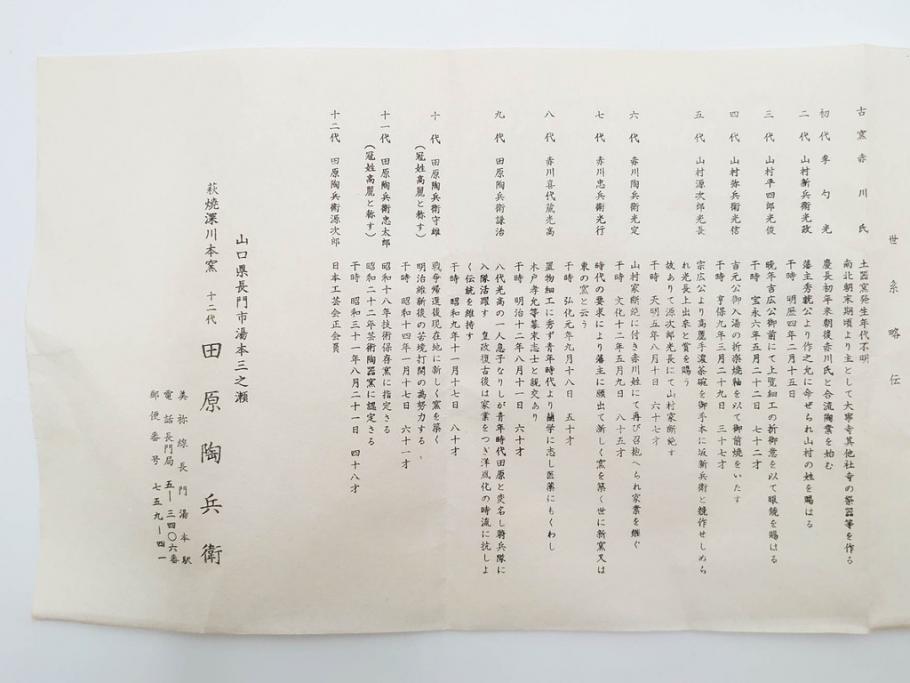 世系略伝
古窯赤川氏 土器窯発生年代不明
南北朝末期頃より主として大寧寺其他社寺の祭器等を作る
初代 李勺光 慶長初年来朝後赤川氏と合流陶業を始む
二代 山村新兵衛光政 藩主秀就公より作之允に命ぜられ山村の姓を賜はる
干時 明歴四年二月十五日
三代 山村平四郎光俊 晩年吉広公御前にて上覧細工の折御意を以て眼鏡を賜はる
干時 宝永六年五月二十二日 七十二才
四代 山村弥兵衛光信 吉元公御入湯の折楽焼釉を以て御前焼をいたす
干時 享保九年三月二十九日 三十七才
五代 山村源次郎光長 宗広公より高麗手濃茶碗を御手本に坂新兵衛と競作せしめら
れ光長上出来と賞を賜う
故ありて源次郎光長にて山村家断絶す
干時 天明五年八月十日 六十七才
六代 赤川陶兵衛光定 山村家断絶に付き赤川姓にて再び召抱へられ家業を継ぐ
干時 文化十二年五月九日 八十五才
七代 赤川忠兵衛光行 時代の要求により藩主に願出て新しく窯を築く世に新窯又は
東の窯と云う
干時 弘化元年九月十八日 五十才
八代 赤川喜代蔵光高 置物細工に秀ず青年時代より蘭学に志し医薬にもくわし
木戸孝允等幕末志士と親交あり
干時 明治十二年八月十一日 六十才
九代 田原陶兵衛謙治 八代光高の一人息子なりしが青年時代田原と変名し騎兵隊に
入隊活躍す 皇政復古後は家業をつぎ洋風化の時流に抗しよ
く伝統を維持す
干時 昭和九年十一月十七日 八十才
十代 田原陶兵衛守雄 戦争帰還後現在地に新しく窯を築く
(冠姓高麗と称す) 明治維新後の苦境打開の為努力する
干時 昭和十四年一月十七日 六十一才
十一代 田原陶兵衛忠太郎 昭和十八年技術保存窯に指定さる
(冠姓高麗と称す) 昭和二十二年芸術陶器窯に認定さる
干時 昭和三十一年八月二十一日 四十八才
十二代 田原陶兵衛源次郎 日本工芸会正会員
山口県長門市湯本三之瀬
萩焼深川本窯 十二代 田原陶兵衛
美祢線長門湯本駅
電話長門局 五―三四〇六番
郵便番号 七五九―四一